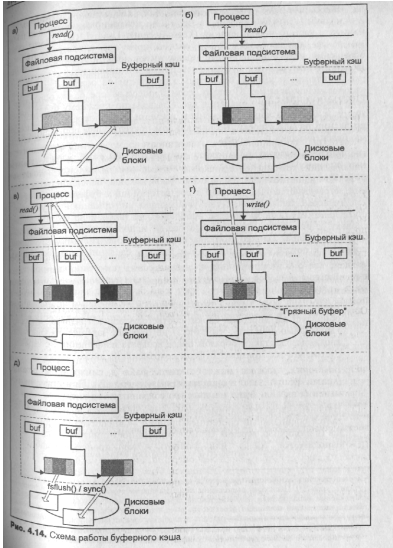 а)
Процесс
read()
Файловая подсистема
Буферный кэш
buf
buf
...
buf
Дисковые
блоки
б)
Процесс
read()
Файловая подсистема
Буферный кэш
buf
buf
...
buf
Дисковые
блоки
в)
Процесс
read()
Файловая подсистема
Буферный кэш
buf
buf
...
buf
Дисковые
блоки
г)
Процесс
write()
Файловая подсистема
Буферный кэш
buf
buf
...
buf
"Грязный буфер"
Дисковые
блоки
д)
Процесс
Файловая подсистема
Буферный кэш
buf
buf
...
buf
fsflush() / sync()
Дисковые
блоки
Рис. 4.14. Схема работы буферного кэша